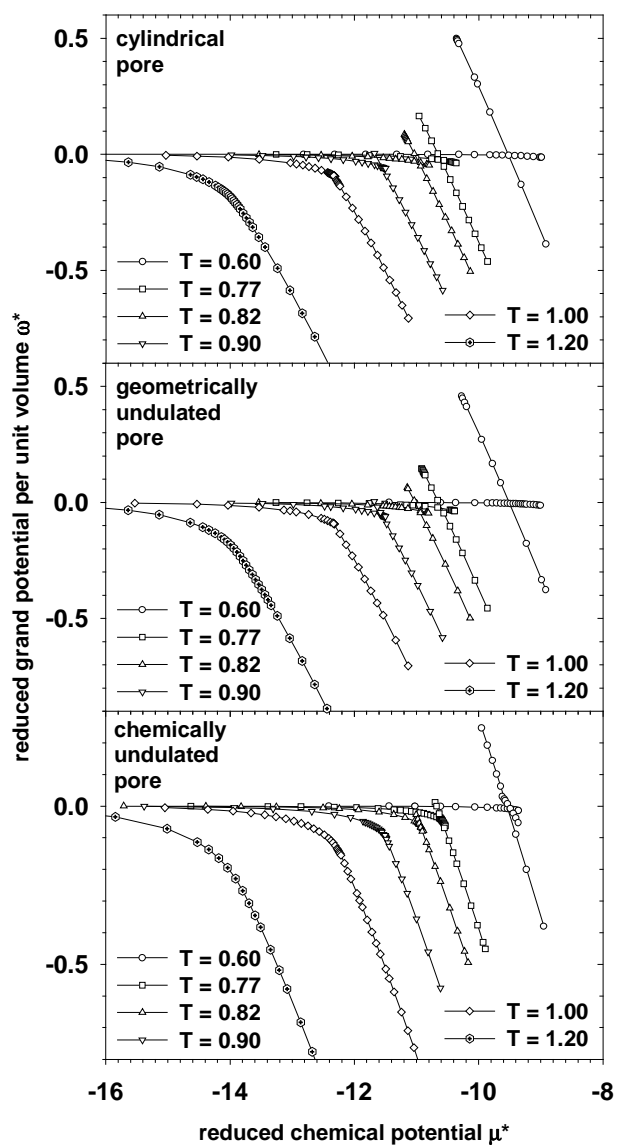 reduced grand potential per unit volume ω*
0.5
cylindrical
pore
0.0
-0.5
T = 0.60
T = 0.77
T = 0.82
T = 0.90
T = 1.00
T = 1.20
0.5
geometrically
undulated
pore
0.0
-0.5
T = 0.60
T = 0.77
T = 0.82
T = 0.90
T = 1.00
T = 1.20
chemically
undulated
pore
0.0
-0.5
T = 0.60
T = 0.77
T = 0.82
T = 0.90
T = 1.00
T = 1.20
-16 -14 -12 -10 -8
reduced chemical potential μ*